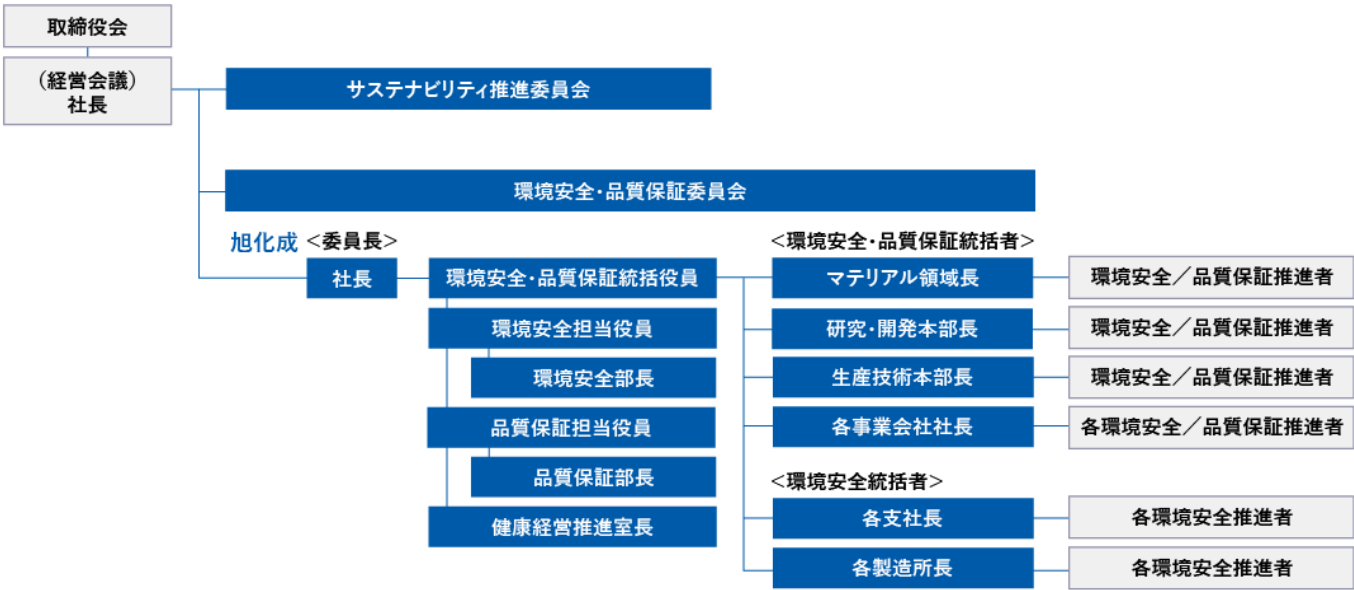 取締役会
（経営会議）
社長
サステナビリティ推進委員会
環境安全・品質保証委員会
旭化成 <委員長>
社長
環境安全・品質保証統括役員
環境安全担当役員
環境安全部長
品質保証担当役員
品質保証部長
健康経営推進室長
<環境安全・品質保証統括者>
マテリアル領域長
環境安全／品質保証推進者
研究・開発本部長
環境安全／品質保証推進者
生産技術本部長
環境安全／品質保証推進者
各事業会社社長
各環境安全／品質保証推進者
<環境安全統括者>
各支社長
各環境安全推進者
各製造所長
各環境安全推進者